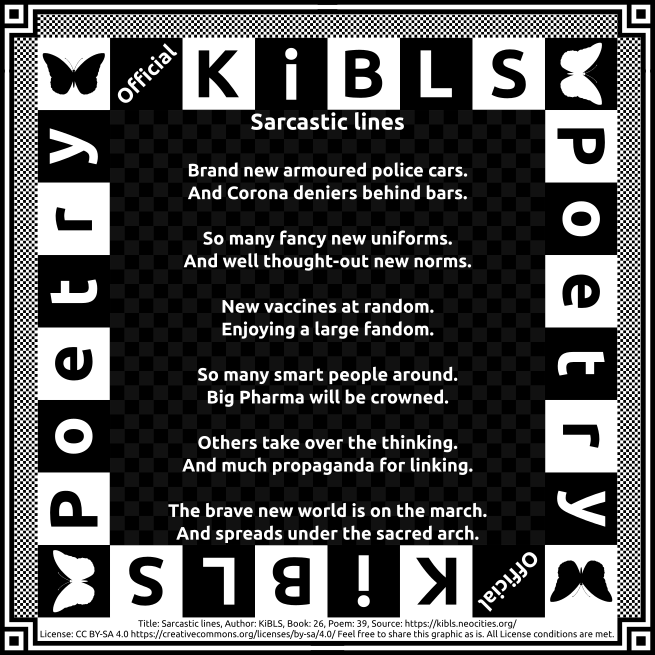 Official KiBLS
Poetry
Poetry
Sarcastic lines
Brand new armoured police cars.
And Corona deniers behind bars.
So many fancy new uniforms.
And well thought-out new norms.
New vaccines at random.
Enjoying a large fandom.
So many smart people around.
Big Pharma will be crowned.
Others take over the thinking.
And much propaganda for linking.
The brave new world is on the march.
And spreads under the sacred arch.
Official KiBLS
Title: Sarcastic lines, Author: KiBLS, Book: 26, Poem: 39, Source: https://kibls.neocities.org/
License: CC BY-SA 4.0 https://creativecommons.org/licenses/by-sa/4.0/ Feel free to share this graphic as is. All License conditions are met.